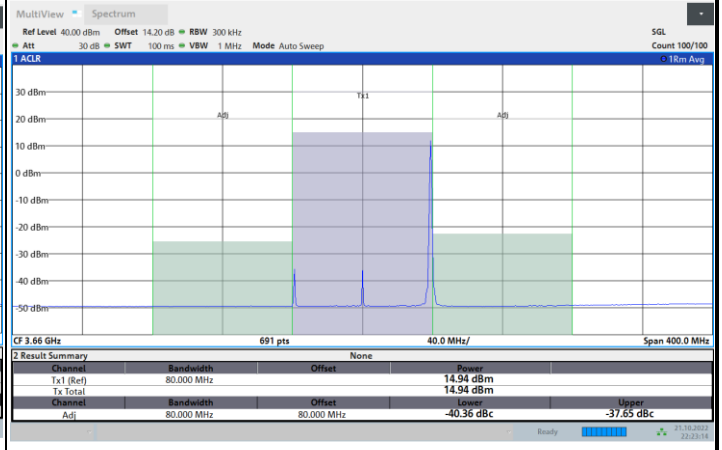 MultiView Spectrum
Ref Level 40.00 dBm Offset 14.20 dB RBW 300 kHz SGL
Att 30 dB SWT 100 ms VBW 1 MHz Mode Auto Sweep Count 100/100
1 ACLR 1Rm Avg
30 dBm
Tx1
20 dBm
Adj Adj
10 dBm
0 dBm
-10 dBm
-20 dBm
-30 dBm
-40 dBm
-50 dBm
CF 3.66 GHz 691 pts 40.0 MHz/ Span 400.0 MHz
2 Result Summary None
Channel Bandwidth Offset Power
Tx1 (Ref) 80.000 MHz 14.94 dBm
Tx Total 14.94 dBm
Channel Bandwidth Offset Lower Upper
Adj 80.000 MHz 80.000 MHz -40.36 dBc -37.65 dBc
Ready 21.10.2022
22:23:14